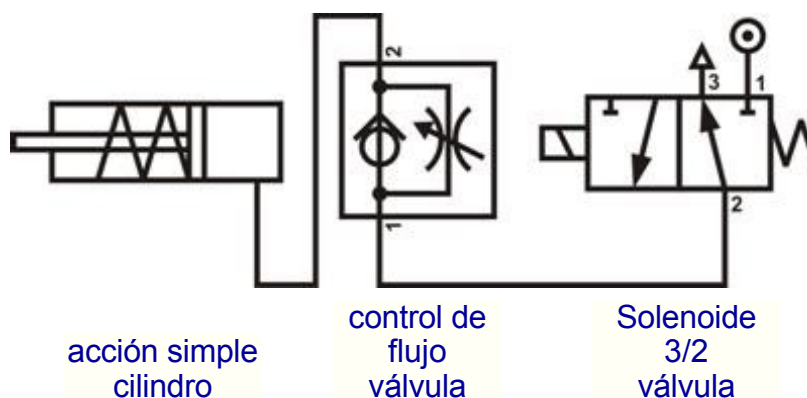 2
1
3
1
2
acción simple
cilindro
control de
flujo
válvula
Solenoide
3/2
válvula